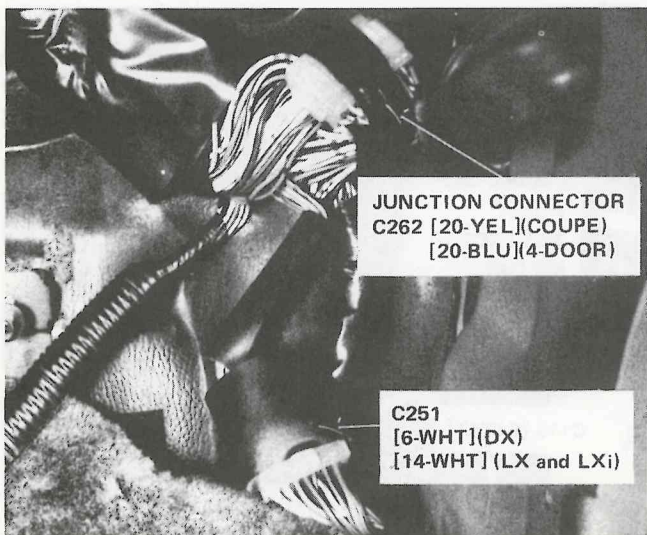 JUNCTION CONNECTOR
C262 [20-YEL](COUPE)
[20-BLU](4-DOOR)
C251
[6-WHT](DX)
[14-WHT] (LX and LXi)